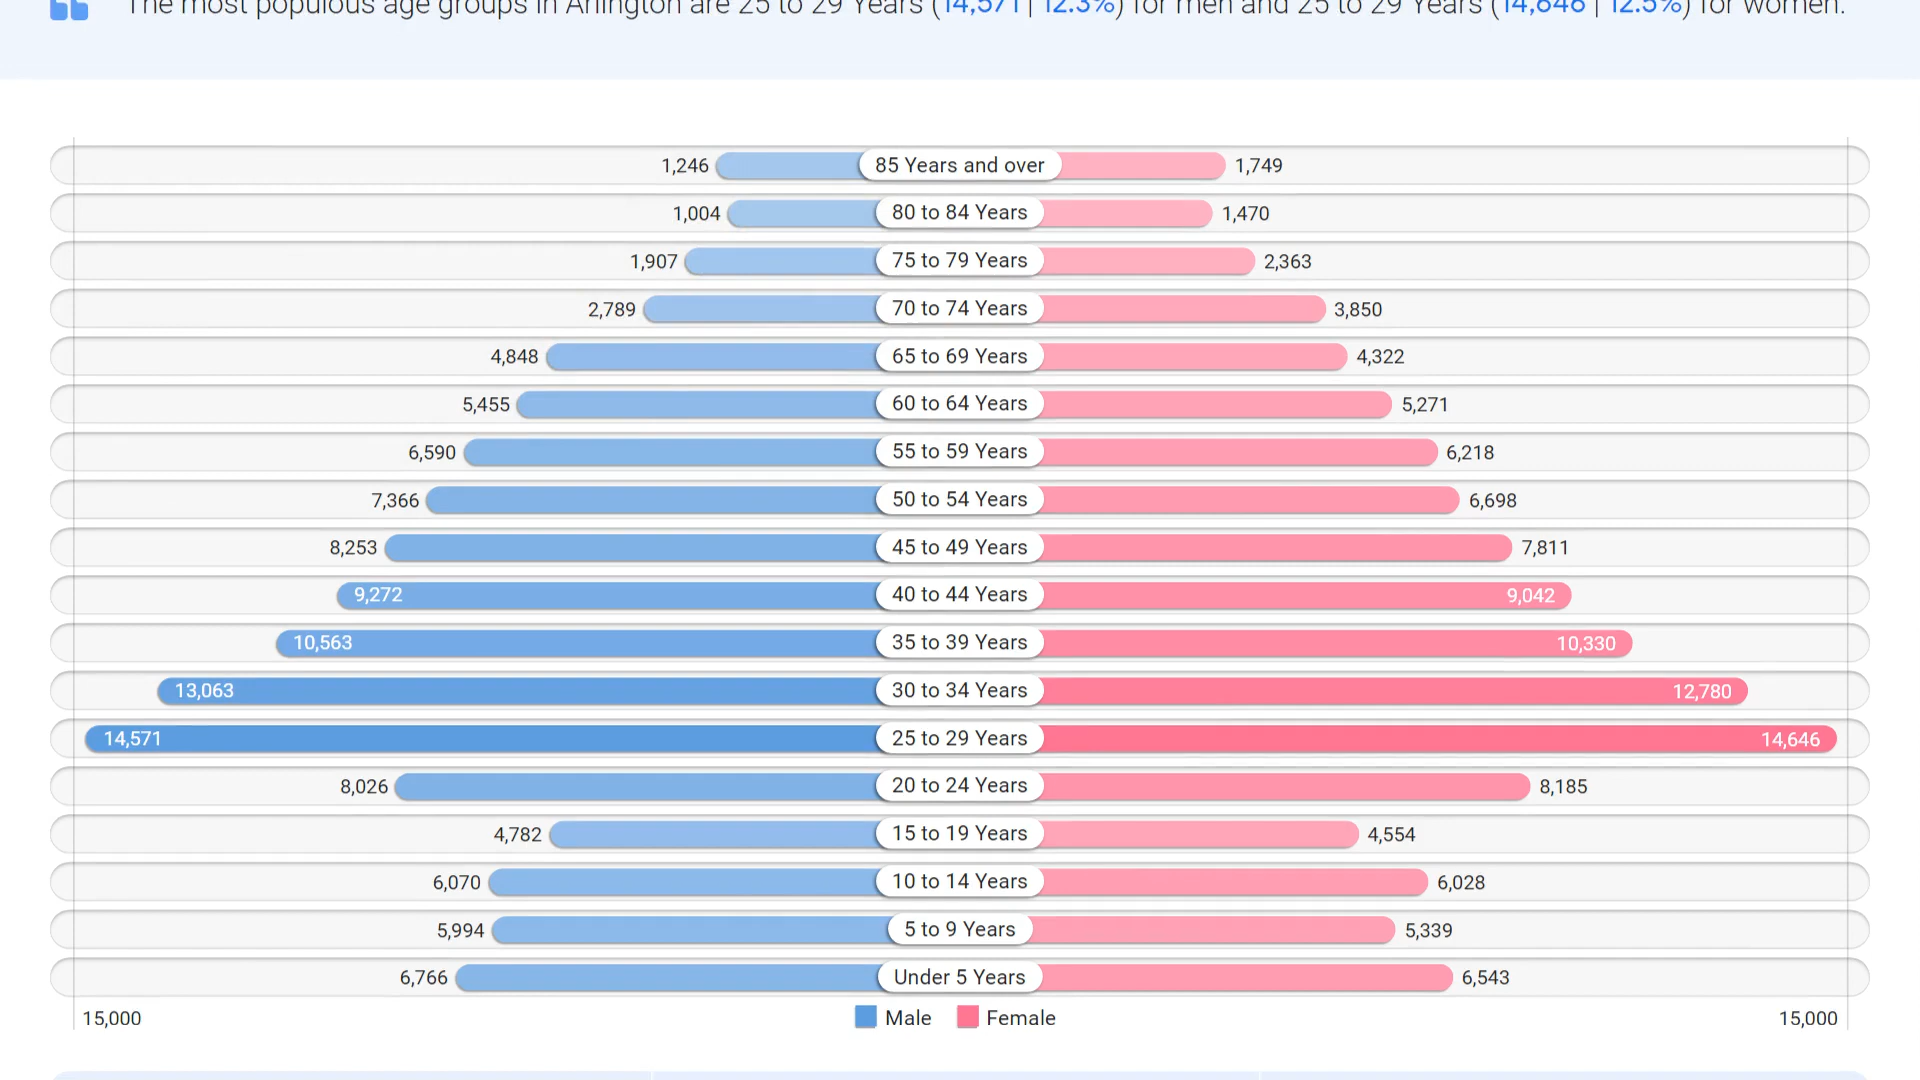 The most populous age groups in Arlington are 25 to 29 Years (14,571 | 12.3%) for men and 25 to 29 Years (14,646 | 12.5%) for women.
1,246 85 Years and over 1,749
1,004 80 to 84 Years 1,470
1,907 75 to 79 Years 2,363
2,789 70 to 74 Years 3,850
4,848 65 to 69 Years 4,322
5,455 60 to 64 Years 5,271
6,590 55 to 59 Years 6,218
7,366 50 to 54 Years 6,698
8,253 45 to 49 Years 7,811
9,272 40 to 44 Years 9,042
10,563 35 to 39 Years 10,330
13,063 30 to 34 Years 12,780
14,571 25 to 29 Years 14,646
8,026 20 to 24 Years 8,185
4,782 15 to 19 Years 4,554
6,070 10 to 14 Years 6,028
5,994 5 to 9 Years 5,339
6,766 Under 5 Years 6,543
15,000 Male Female 15,000